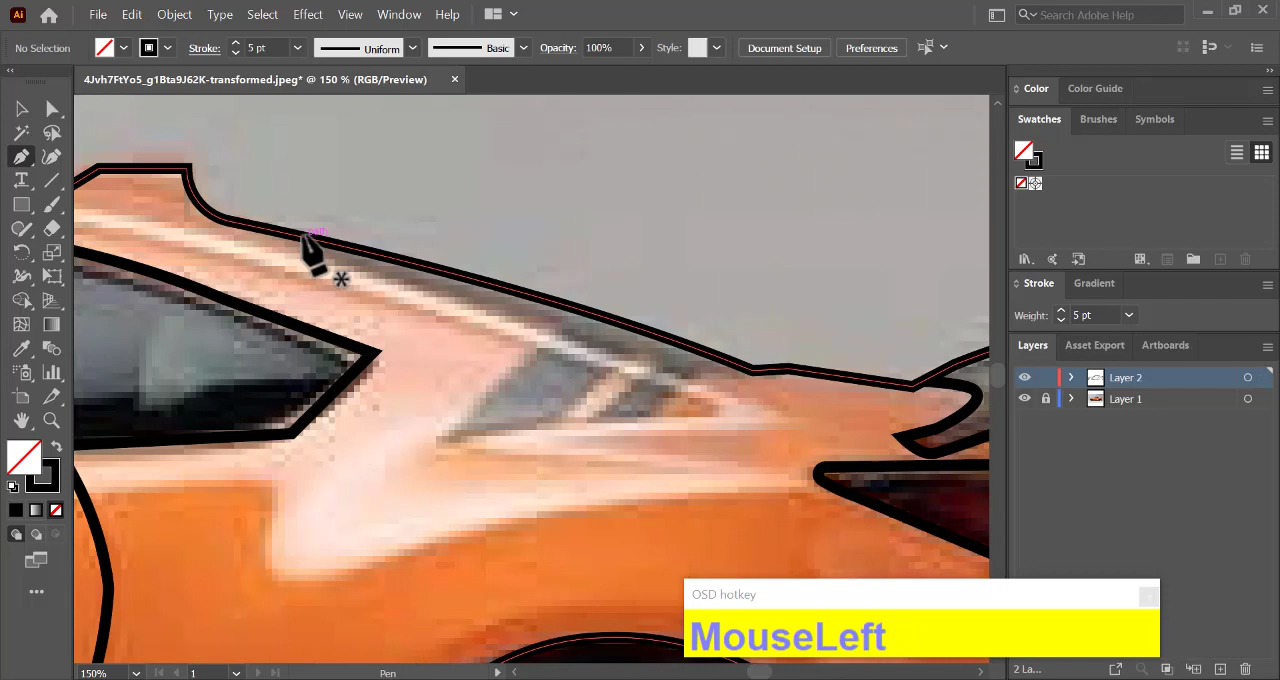 Ai File Edit Object Type Select Effect View Window Help Search Adobe Help
No Selection Stroke: 5 pt Uniform Basic Opacity: 100% Style: Document Setup Preferences
4Jvh7FtYo5_g1Bta9J62K-transformed.jpeg* @ 150 % (RGB/Preview)
Color Color Guide
Swatches Brushes Symbols
Stroke Gradient
Weight: 5 pt
Layers Asset Export Artboards
Layer 2
Layer 1
OSD hotkey
MouseLeft
150% 1 Pen 2 La...